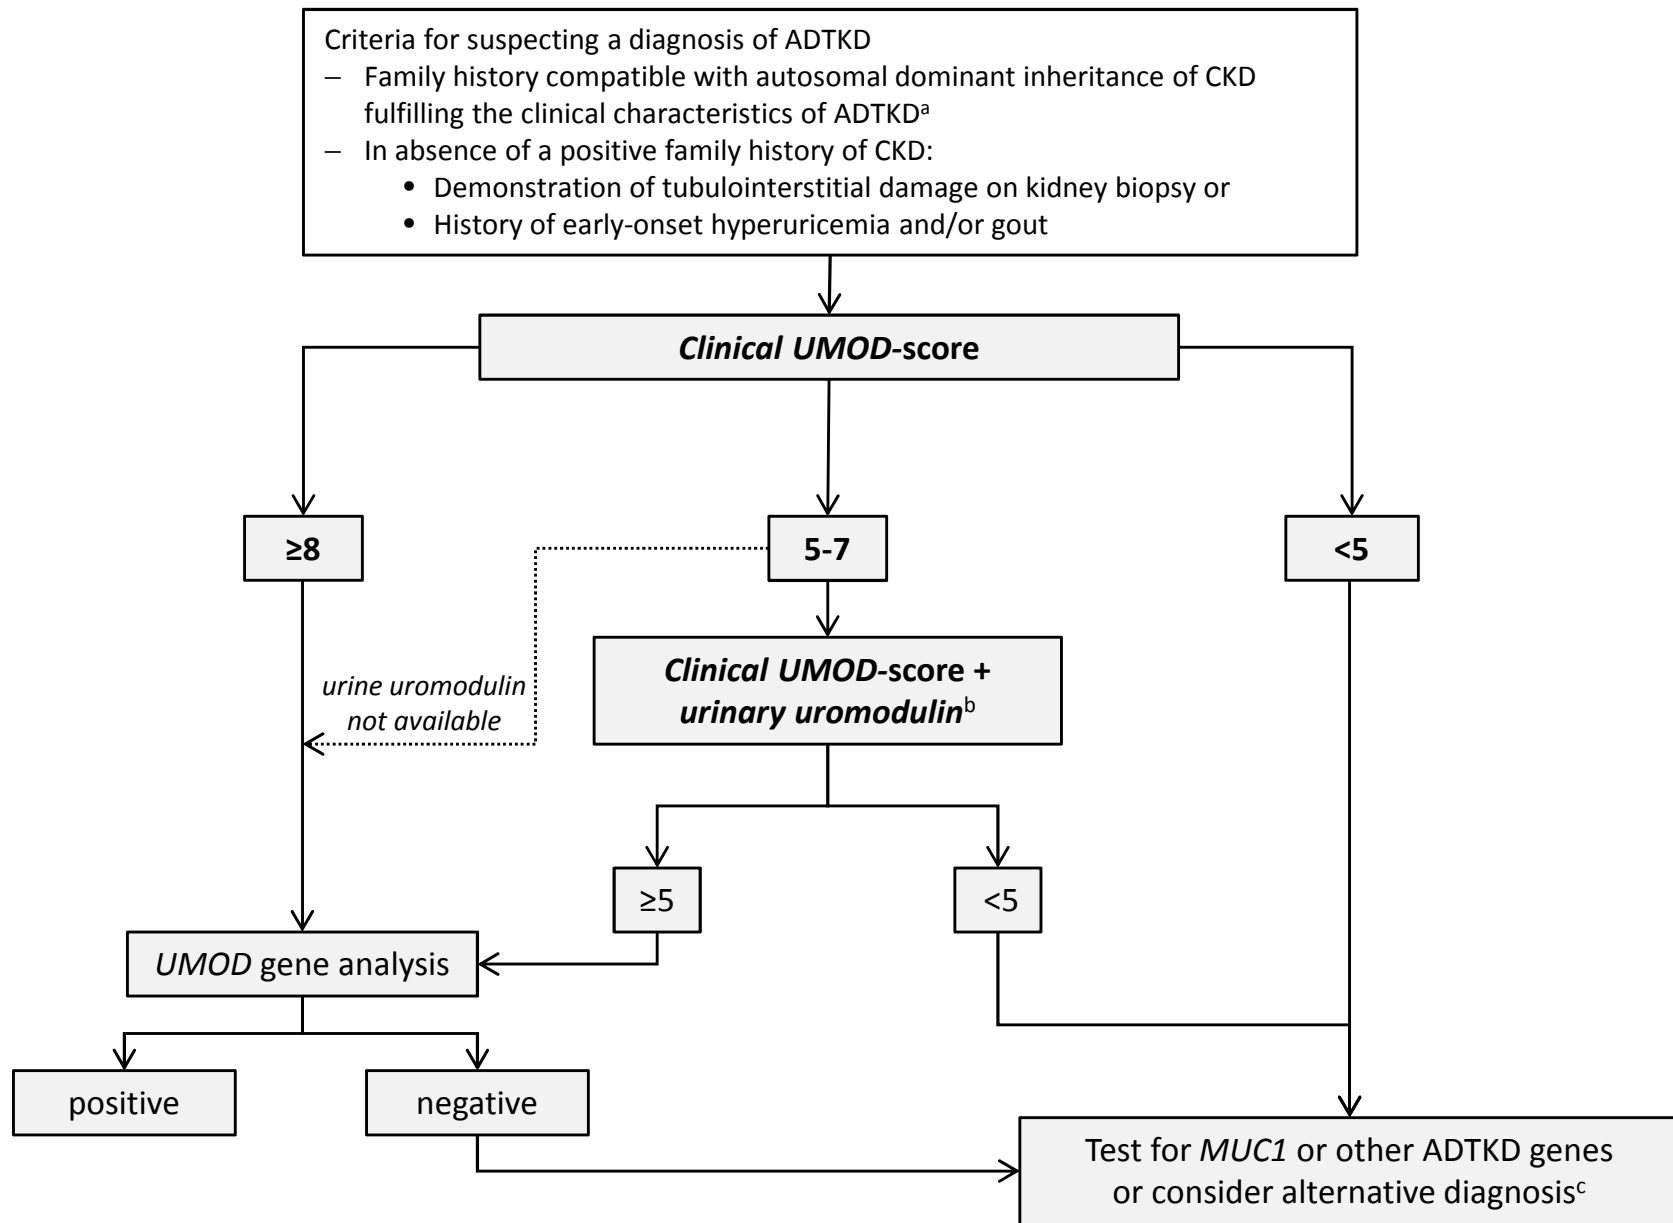 Criteria for suspecting a diagnosis of ADTKD
– Family history compatible with autosomal dominant inheritance of CKD
fulfilling the clinical characteristics of ADTKDᵃ
– In absence of a positive family history of CKD:
• Demonstration of tubulointerstitial damage on kidney biopsy or
• History of early-onset hyperuricemia and/or gout
Clinical UMOD-score
≥8
5-7
<5
urine uromodulin
not available
Clinical UMOD-score +
urinary uromodulinᵇ
≥5
<5
UMOD gene analysis
positive
negative
Test for MUC1 or other ADTKD genes
or consider alternative diagnosisᶜ